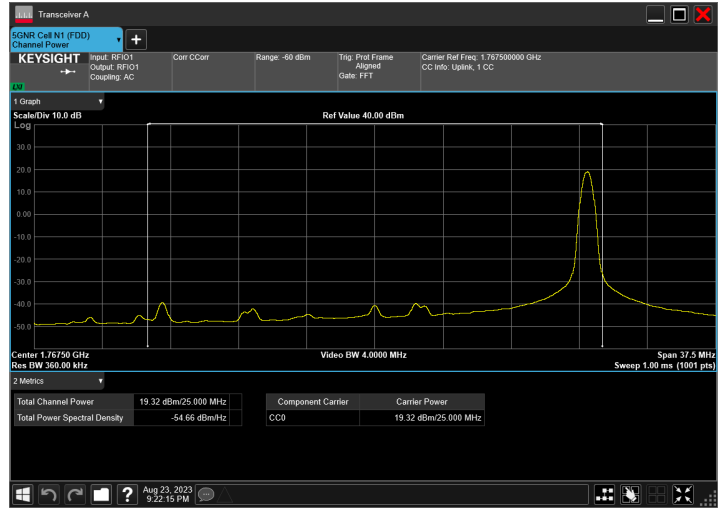 Transceiver A
5GNR Cell N1 (FDD)
Channel Power
KEYSIGHT
LXI
Input: RFIO1
Output: RFIO1
Coupling: AC
Corr CCorr
Range: -60 dBm
Trig: Prot Frame
Aligned
Gate: FFT
Carrier Ref Freq: 1.767500000 GHz
CC Info: Uplink, 1 CC
1 Graph
Scale/Div 10.0 dB
Ref Value 40.00 dBm
Log
30.0
20.0
10.0
0.00
-10.0
-20.0
-30.0
-40.0
-50.0
Center 1.76750 GHz
Video BW 4.0000 MHz
Span 37.5 MHz
Res BW 360.00 kHz
Sweep 1.00 ms (1001 pts)
2 Metrics
Total Channel Power 19.32 dBm/25.000 MHz
Total Power Spectral Density -54.66 dBm/Hz
Component Carrier Carrier Power
CC0 19.32 dBm/25.000 MHz
Aug 23, 2023
9:22:15 PM